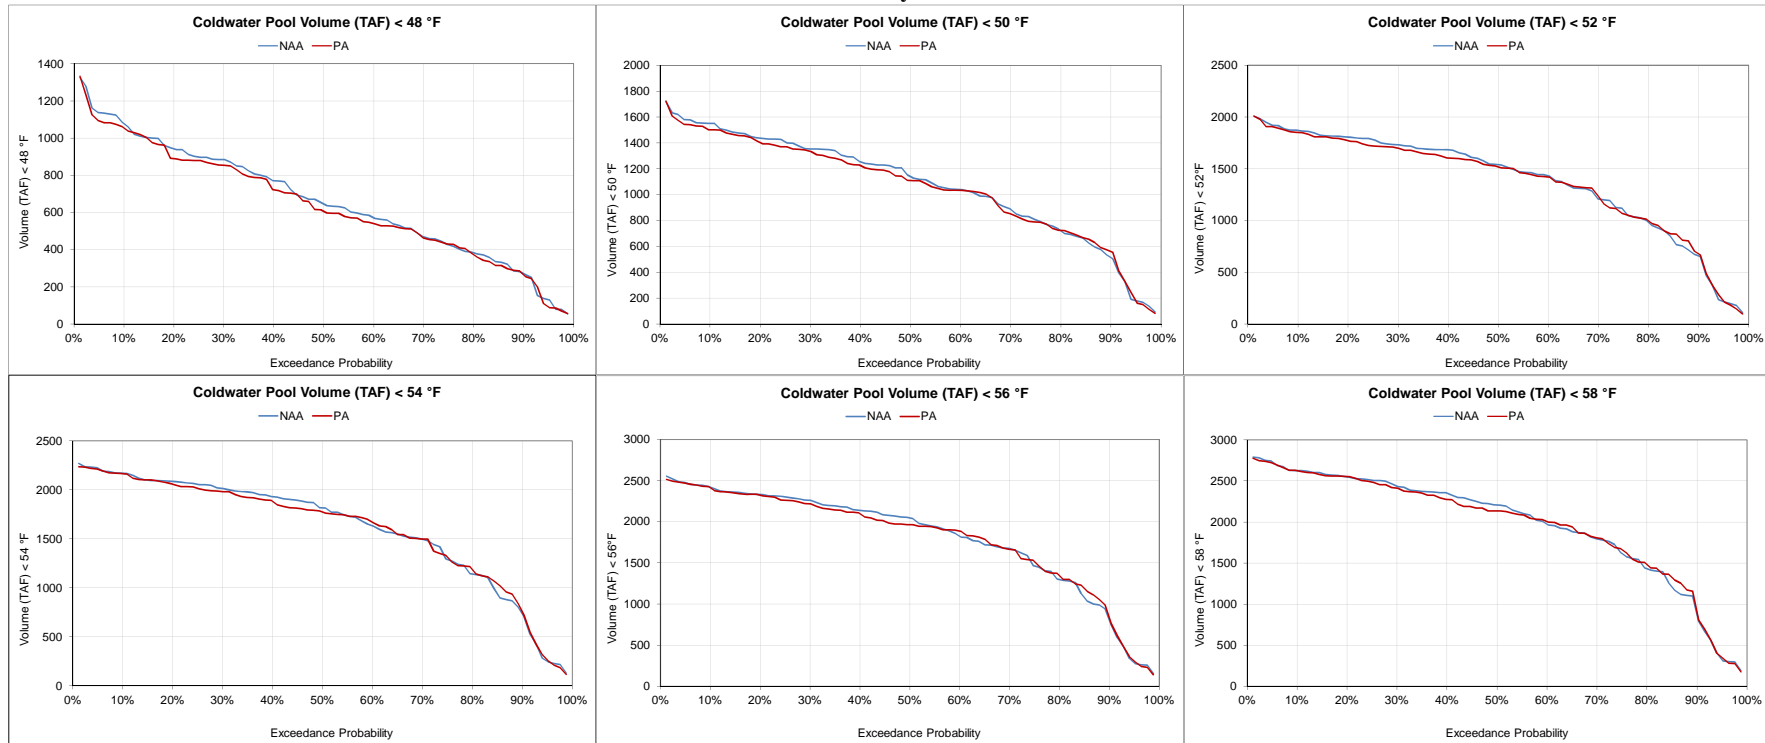 Coldwater Pool Volume (TAF) < 48 °F
NAA PA
1400
1200
1000
800
600
400
200
0
Volume (TAF) < 48 °F
0% 10% 20% 30% 40% 50% 60% 70% 80% 90% 100%
Exceedance Probability
Coldwater Pool Volume (TAF) < 50 °F
NAA PA
2000
1800
1600
1400
1200
1000
800
600
400
200
0
Volume (TAF) < 50 °F
0% 10% 20% 30% 40% 50% 60% 70% 80% 90% 100%
Exceedance Probability
Coldwater Pool Volume (TAF) < 52 °F
NAA PA
2500
2000
1500
1000
500
0
Volume (TAF) < 52°F
0% 10% 20% 30% 40% 50% 60% 70% 80% 90% 100%
Exceedance Probability
Coldwater Pool Volume (TAF) < 54 °F
NAA PA
2500
2000
1500
1000
500
0
Volume (TAF) < 54 °F
0% 10% 20% 30% 40% 50% 60% 70% 80% 90% 100%
Exceedance Probability
Coldwater Pool Volume (TAF) < 56 °F
NAA PA
3000
2500
2000
1500
1000
500
0
Volume (TAF) < 56°F
0% 10% 20% 30% 40% 50% 60% 70% 80% 90% 100%
Exceedance Probability
Coldwater Pool Volume (TAF) < 58 °F
NAA PA
3000
2500
2000
1500
1000
500
0
Volume (TAF) < 58 °F
0% 10% 20% 30% 40% 50% 60% 70% 80% 90% 100%
Exceedance Probability